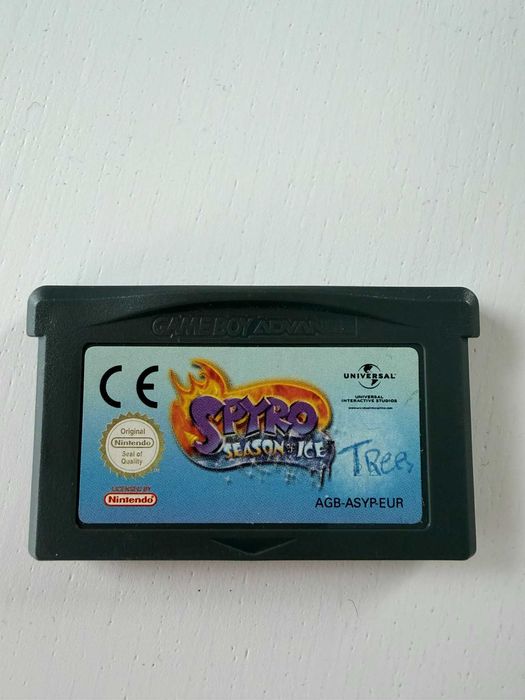 GAME BOY ADVANCE
CE
UNIVERSAL
UNIVERSAL
INTERACTIVE STUDIOS
SPYRO
SEASON OF ICE
Trees
Original
Nintendo
Seal of
Quality
LICENSED BY
Nintendo
AGB-ASYP-EUR